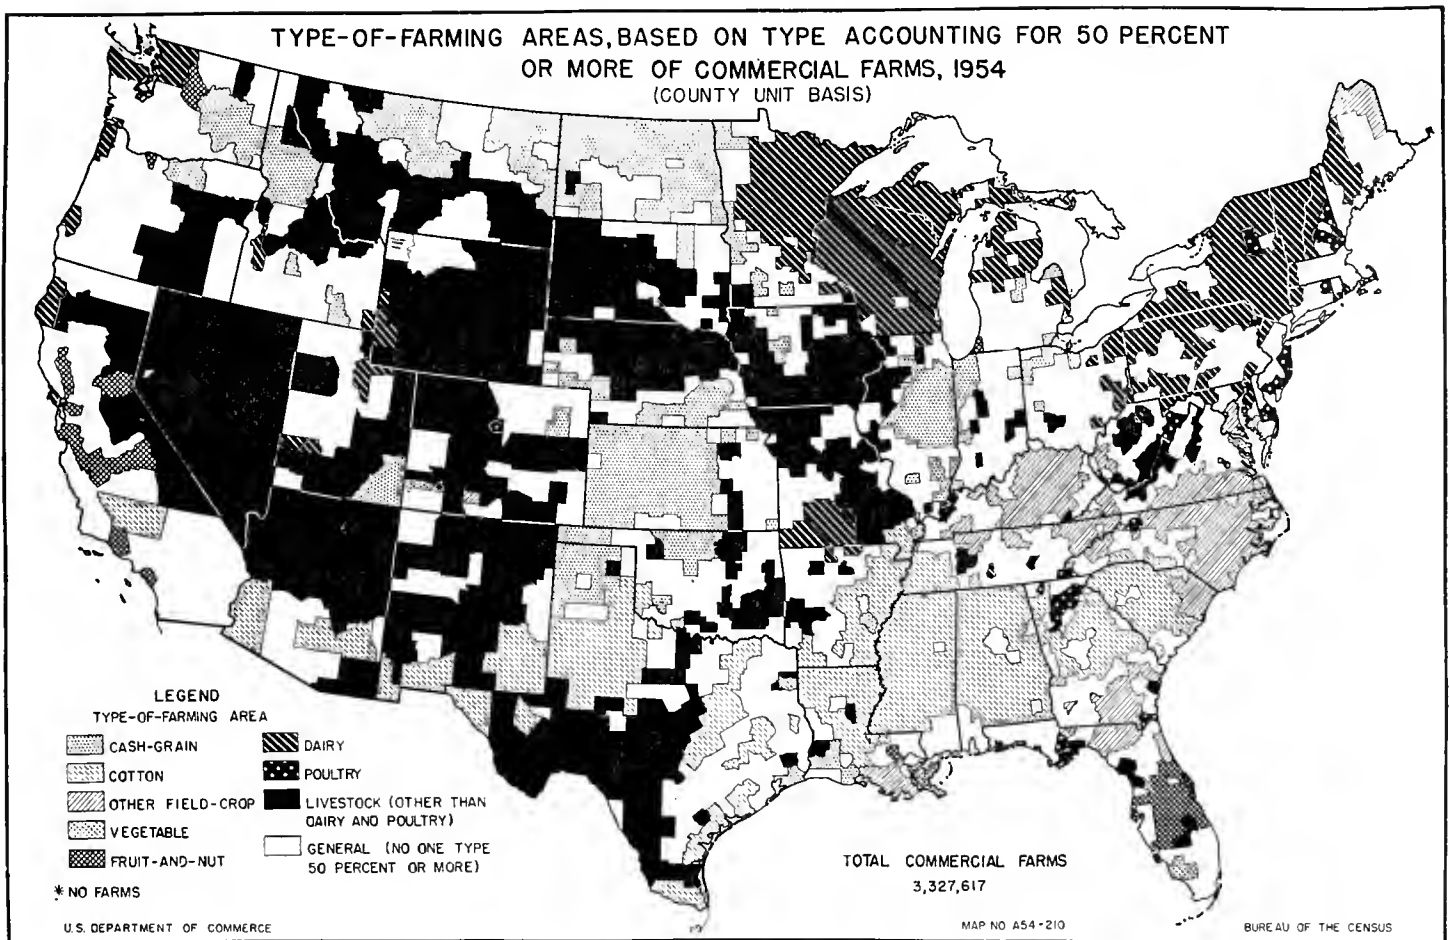 TYPE-OF-FARMING AREAS, BASED ON TYPE ACCOUNTING FOR 50 PERCENT
OR MORE OF COMMERCIAL FARMS, 1954
(COUNTY UNIT BASIS)
LEGEND
TYPE-OF-FARMING AREA
CASH-GRAIN
COTTON
OTHER FIELD-CROP
VEGETABLE
FRUIT-AND-NUT
* NO FARMS
DAIRY
POULTRY
LIVESTOCK (OTHER THAN
DAIRY AND POULTRY)
GENERAL (NO ONE TYPE
50 PERCENT OR MORE)
TOTAL COMMERCIAL FARMS
3,327,617
U.S. DEPARTMENT OF COMMERCE
MAP NO A54-210
BUREAU OF THE CENSUS